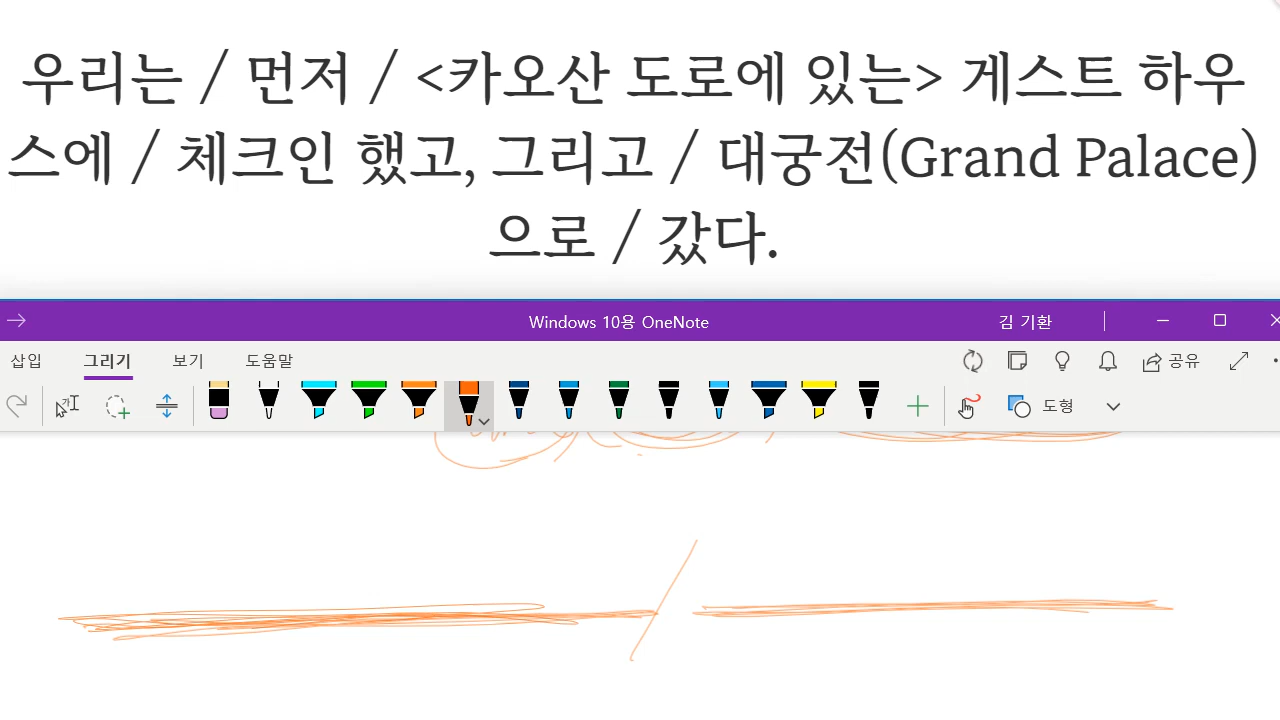 우리는 / 먼저 / <카오산 도로에 있는> 게스트 하우
스에 / 체크인 했고, 그리고 / 대궁전(Grand Palace)
으로 / 갔다.
Windows 10용 OneNote
김 기환
삽입 그리기 보기 도움말
공유
가
도형